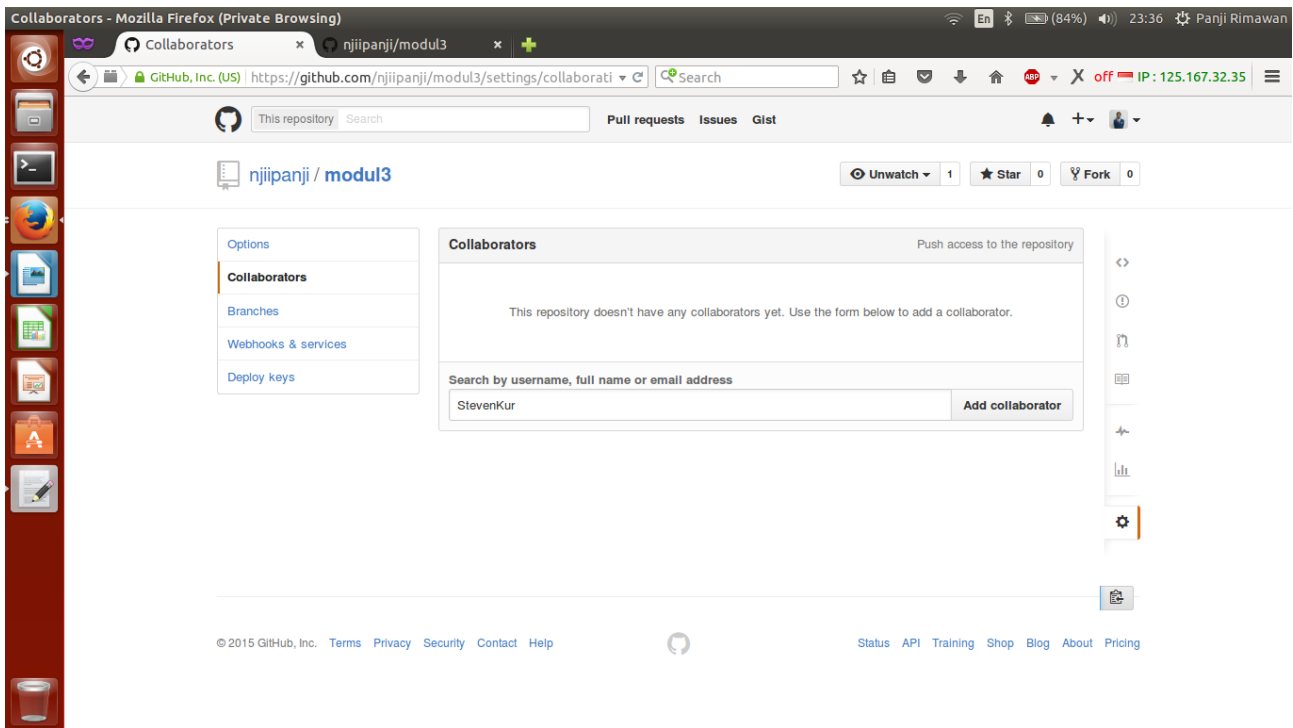 Collaborators - Mozilla Firefox (Private Browsing)
En (84%) 23:36 Panji Rimawan
Collaborators × njiipanji/modul3 ×
GitHub, Inc. (US) https://github.com/njiipanji/modul3/settings/collaborati Search ABP X off IP : 125.167.32.35
This repository Search Pull requests Issues Gist
njiipanji / modul3 Unwatch 1 Star 0 Fork 0
Options
Collaborators
Branches
Webhooks & services
Deploy keys
Collaborators Push access to the repository
This repository doesn't have any collaborators yet. Use the form below to add a collaborator.
Search by username, full name or email address
StevenKur Add collaborator
© 2015 GitHub, Inc. Terms Privacy Security Contact Help Status API Training Shop Blog About Pricing